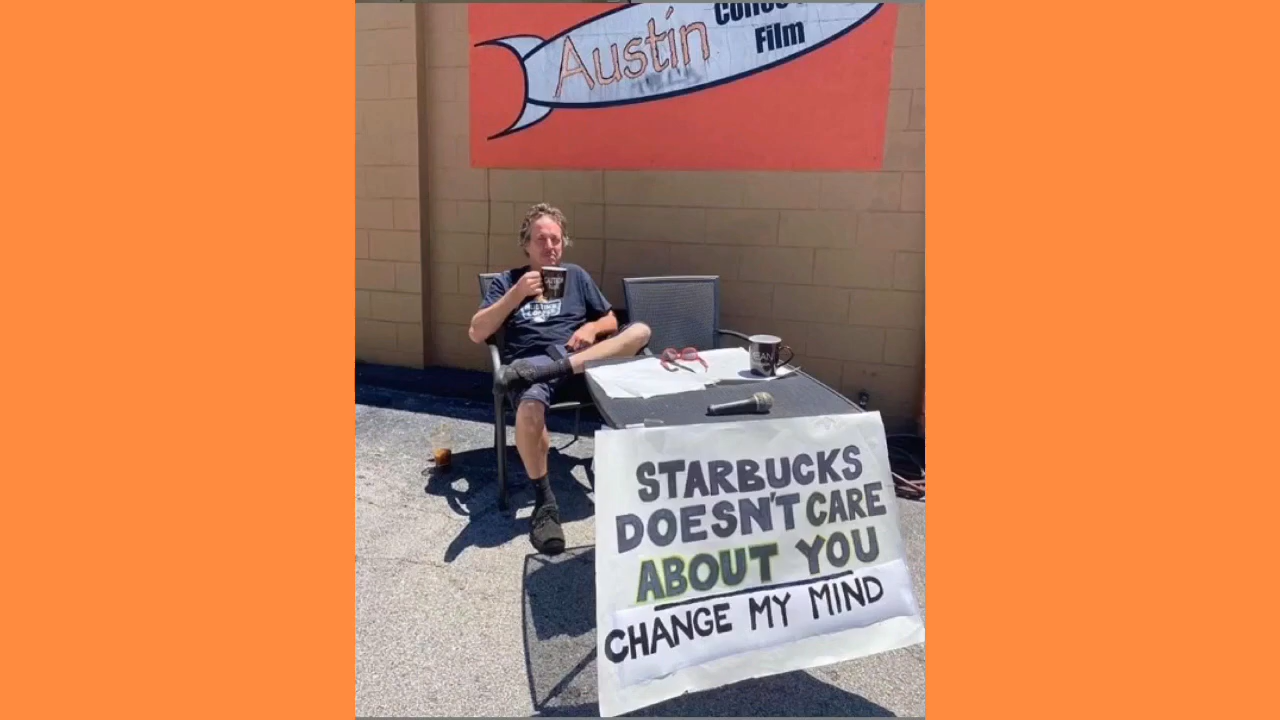 Austin
Film
STARBUCKS
DOESN'T CARE
ABOUT YOU
CHANGE MY MIND